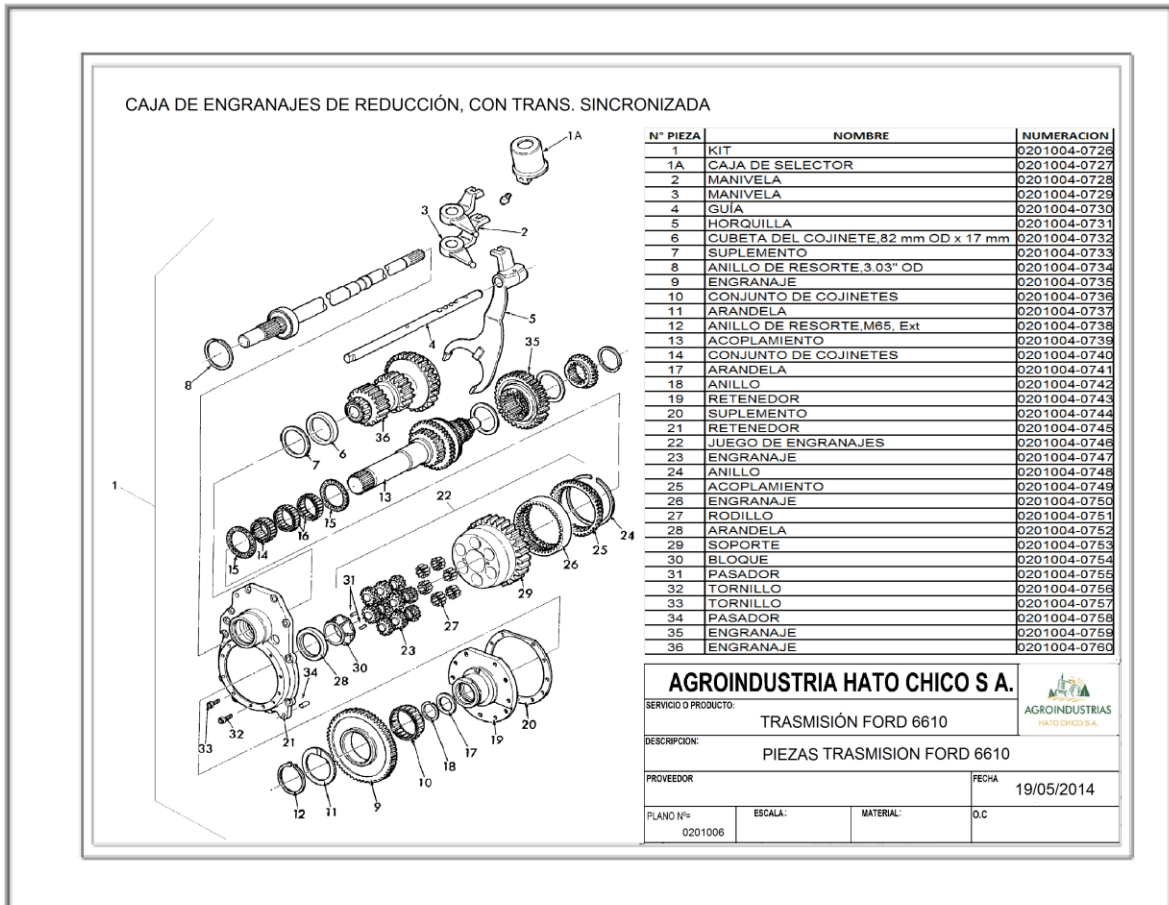 CAJA DE ENGRANAJES DE REDUCCIÓN, CON TRANS. SINCRONIZADA
1A
3
2
4
5
8
35
36
7
6
13
1
22
15
16
14
15
24
25
26
29
31
27
23
30
28
34
20
19
33
32
21
17
18
10
9
11
12
N° PIEZA NOMBRE NUMERACION
1 KIT 0201004-0726
1A CAJA DE SELECTOR 0201004-0727
2 MANIVELA 0201004-0728
3 MANIVELA 0201004-0729
4 GUÍA 0201004-0730
5 HORQUILLA 0201004-0731
6 CUBETA DEL COJINETE,82 mm OD x 17 mm 0201004-0732
7 SUPLEMENTO 0201004-0733
8 ANILLO DE RESORTE,3.03" OD 0201004-0734
9 ENGRANAJE 0201004-0735
10 CONJUNTO DE COJINETES 0201004-0736
11 ARANDELA 0201004-0737
12 ANILLO DE RESORTE,M65, Ext 0201004-0738
13 ACOPLAMIENTO 0201004-0739
14 CONJUNTO DE COJINETES 0201004-0740
17 ARANDELA 0201004-0741
18 ANILLO 0201004-0742
19 RETENEDOR 0201004-0743
20 SUPLEMENTO 0201004-0744
21 RETENEDOR 0201004-0745
22 JUEGO DE ENGRANAJES 0201004-0746
23 ENGRANAJE 0201004-0747
24 ANILLO 0201004-0748
25 ACOPLAMIENTO 0201004-0749
26 ENGRANAJE 0201004-0750
27 RODILLO 0201004-0751
28 ARANDELA 0201004-0752
29 SOPORTE 0201004-0753
30 BLOQUE 0201004-0754
31 PASADOR 0201004-0755
32 TORNILLO 0201004-0756
33 TORNILLO 0201004-0757
34 PASADOR 0201004-0758
35 ENGRANAJE 0201004-0759
36 ENGRANAJE 0201004-0760
AGROINDUSTRIA HATO CHICO S A.
AGROINDUSTRIAS
HATO CHICO S.A.
SERVICIO O PRODUCTO:
TRASMISIÓN FORD 6610
DESCRIPCION:
PIEZAS TRASMISION FORD 6610
PROVEEDOR
FECHA
19/05/2014
PLANO Nº=
0201006
ESCALA:
MATERIAL:
O.C